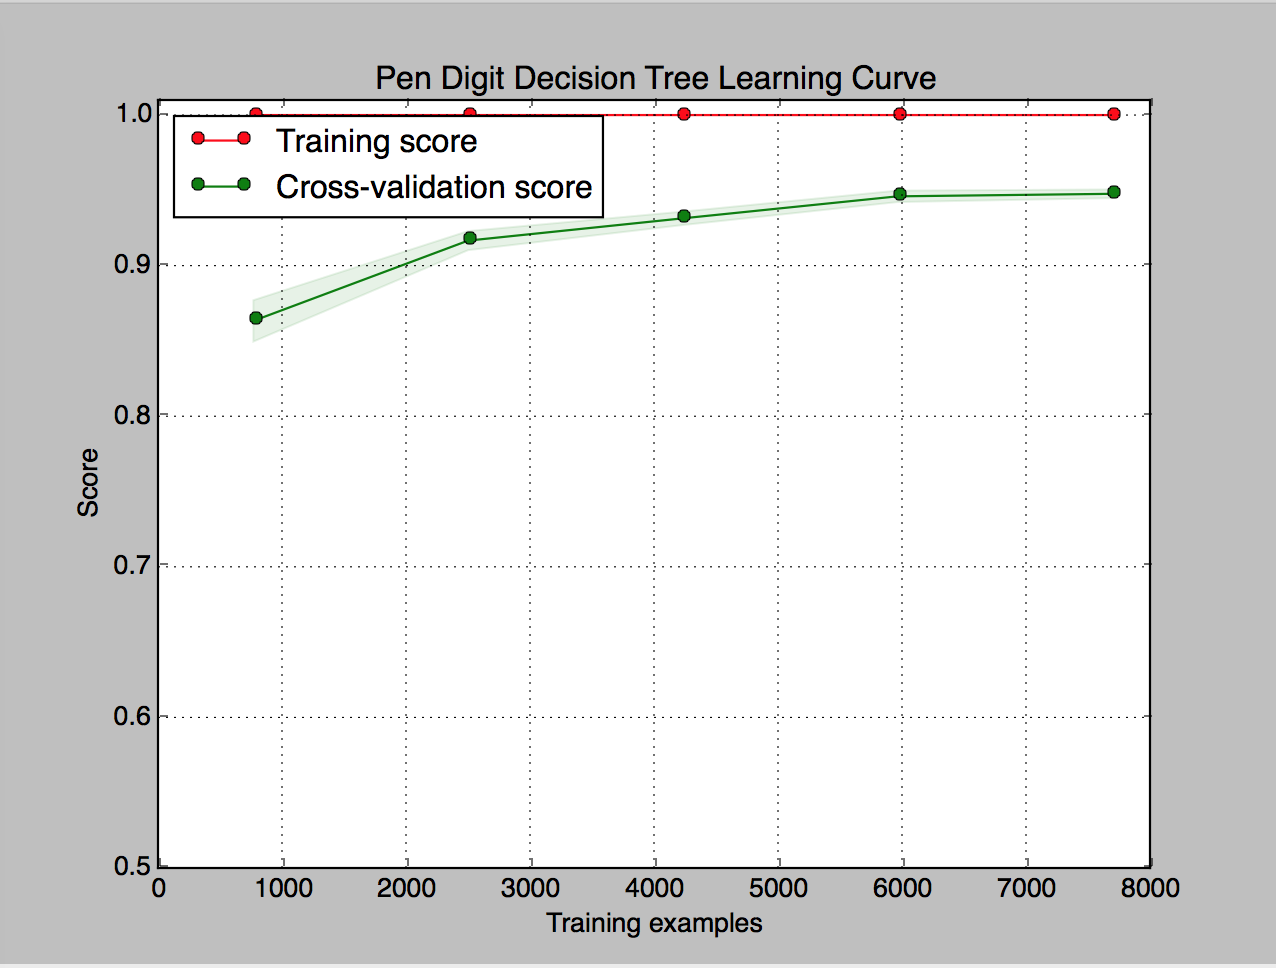 Pen Digit Decision Tree Learning Curve
1.0
Training score
Cross-validation score
0.9
0.8
Score
0.7
0.6
0.5
0 1000 2000 3000 4000 5000 6000 7000 8000
Training examples